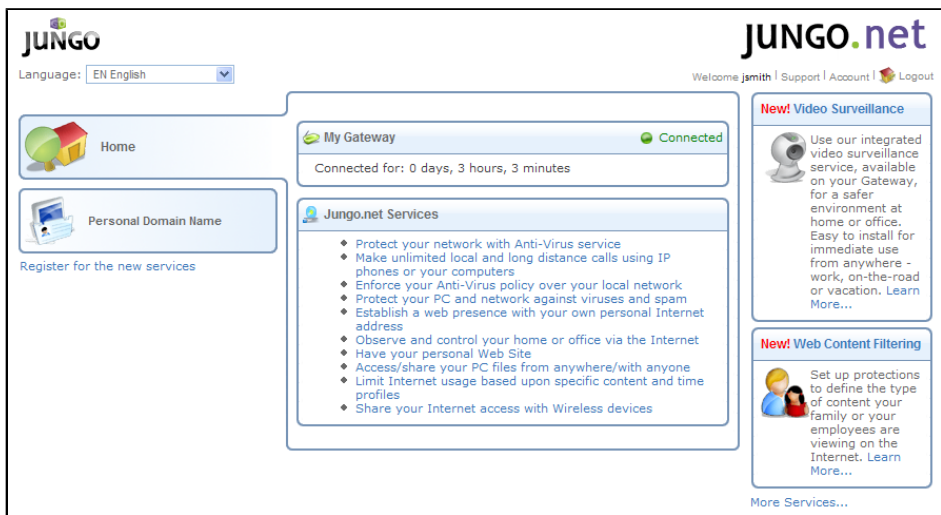 JUNGO
JUNGO.net
Language: EN English
Welcome jsmith | Support | Account | Logout
Home
Personal Domain Name
Register for the new services
My Gateway
Connected
Connected for: 0 days, 3 hours, 3 minutes
Jungo.net Services
Protect your network with Anti-Virus service
Make unlimited local and long distance calls using IP
phones or your computers
Enforce your Anti-Virus policy over your local network
Protect your PC and network against viruses and spam
Establish a web presence with your own personal Internet
address
Observe and control your home or office via the Internet
Have your personal Web Site
Access/share your PC files from anywhere/with anyone
Limit Internet usage based upon specific content and time
profiles
Share your Internet access with Wireless devices
New! Video Surveillance
Use our integrated
video surveillance
service, available
on your Gateway,
for a safer
environment at
home or office.
Easy to install for
immediate use
from anywhere -
work, on-the-road
or vacation. Learn
More...
New! Web Content Filtering
Set up protections
to define the type
of content your
family or your
employees are
viewing on the
Internet. Learn
More...
More Services...